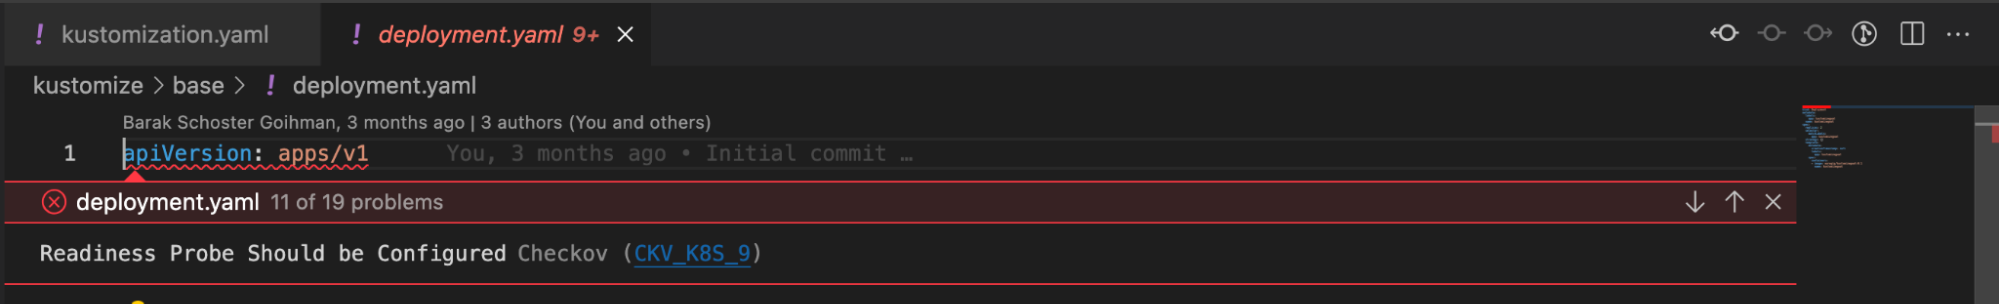 ! kustomization.yaml ! deployment.yaml 9+
kustomize > base > ! deployment.yaml
Barak Schoster Goihman, 3 months ago | 3 authors (You and others)
1 apiVersion: apps/v1 You, 3 months ago • Initial commit …
deployment.yaml 11 of 19 problems
Readiness Probe Should be Configured Checkov (CKV_K8S_9)